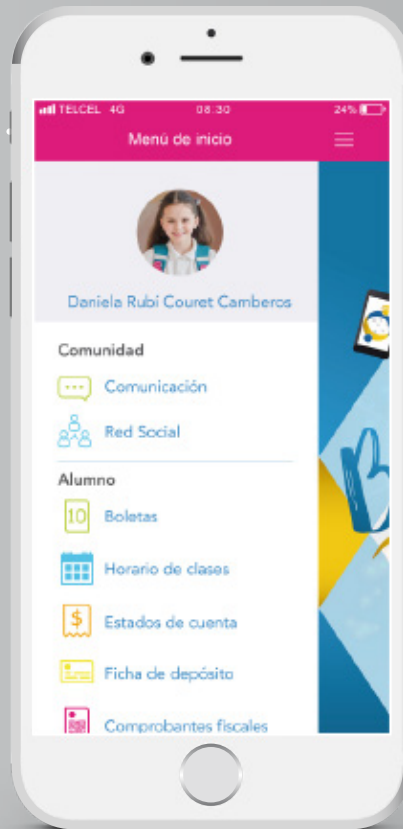 TELCEL 4G 08:30 24%
Menú de inicio
Daniela Rubi Couret Camberos
Comunidad
Comunicación
Red Social
Alumno
10 Boletas
Horario de clases
$ Estados de cuenta
Ficha de depósito
Comprobantes fiscales